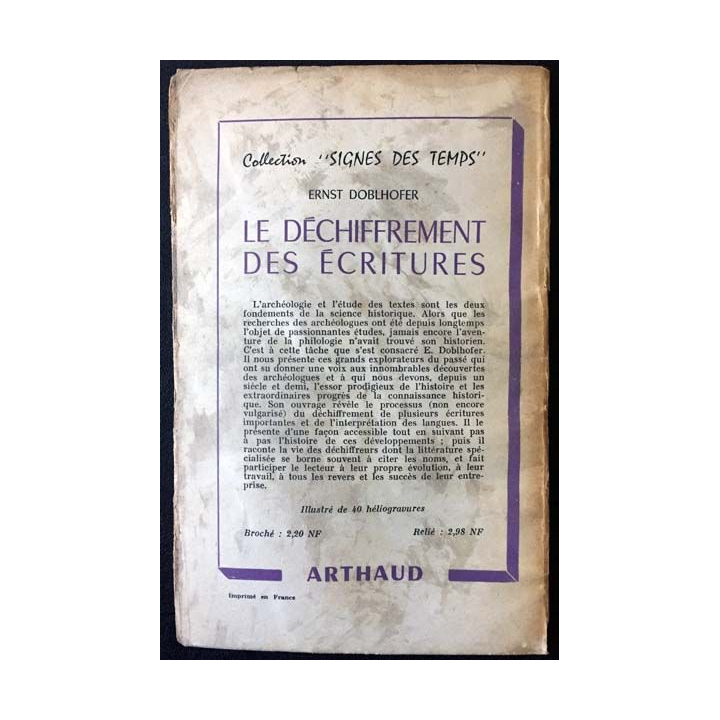 Collection "SIGNES DES TEMPS"
ERNST DOBLHOFER
LE DÉCHIFFREMENT
DES ÉCRITURES
L'archéologie et l'étude des textes sont les deux
fondements de la science historique. Alors que les
recherches des archéologues ont été depuis longtemps
l'objet de passionnantes études, jamais encore l'aven-
ture de la philologie n'avait trouvé son historien.
C'est à cette tâche que s'est consacré E. Doblhofer.
Il nous présente ces grands explorateurs du passé qui
ont su donner une voix aux innombrables découvertes
des archéologues et à qui nous devons, depuis un
siècle et demi, l'essor prodigieux de l'histoire et les
extraordinaires progrès de la connaissance histori-
que. Son ouvrage révèle le processus (non encore
vulgarisé) du déchiffrement de plusieurs écritures
importantes et de l'interprétation des langues. Il le
présente d'une façon accessible tout en suivant pas
à pas l'histoire de ces développements ; puis il
raconte la vie des déchiffreurs dont la littérature spé-
cialisée se borne souvent à citer les noms, et fait
participer le lecteur à leur propre évolution, à leur
travail, à tous les revers et les succès de leur entre-
prise.
Illustré de 40 héliogravures
Broché : 2,20 NF Relié : 2,98 NF
ARTHAUD
Imprimé en France